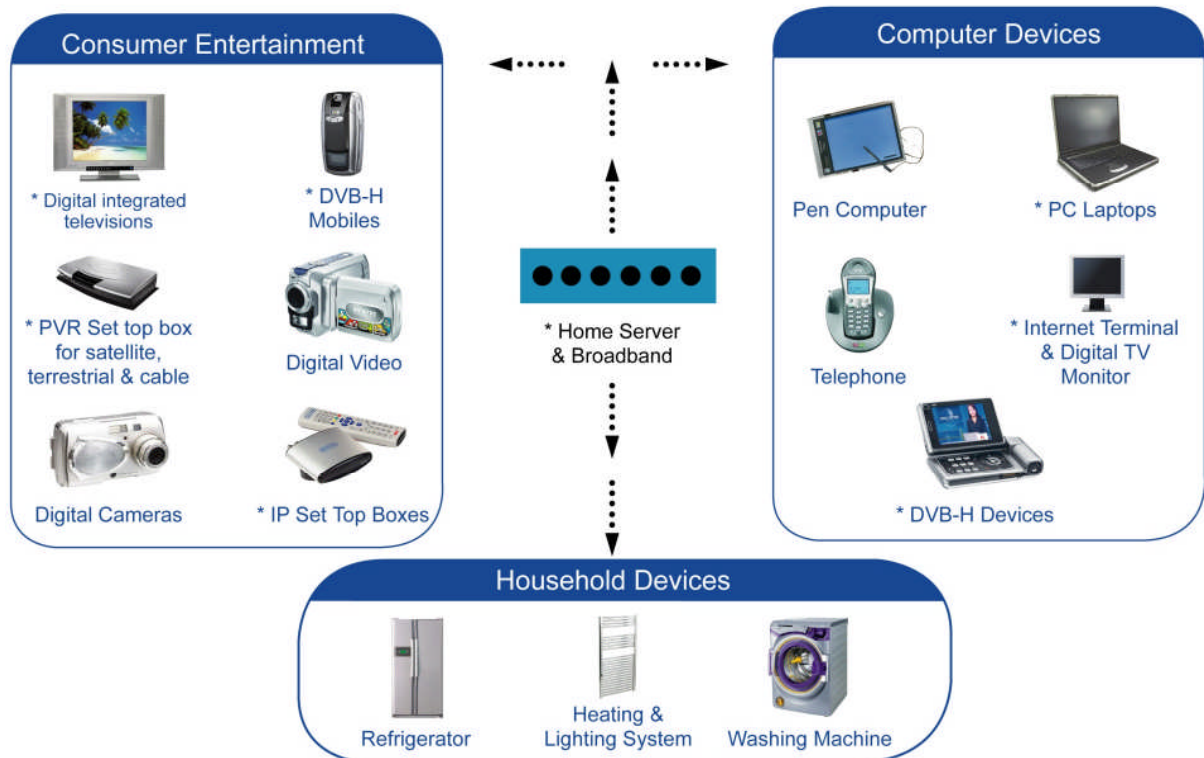 Consumer Entertainment
* Digital integrated
televisions
* DVB-H
Mobiles
* PVR Set top box
for satellite,
terrestrial & cable
Digital Video
Digital Cameras
* IP Set Top Boxes
* Home Server
& Broadband
Computer Devices
Pen Computer
* PC Laptops
Telephone
* Internet Terminal
& Digital TV
Monitor
* DVB-H Devices
Household Devices
Refrigerator
Heating &
Lighting System
Washing Machine